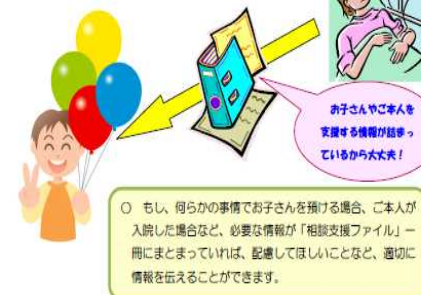 お子さんやご本人を
支援する情報が詰まっ
ているから大丈夫！
○ もし、何らかの事情でお子さんを預ける場合、ご本人が
入院した場合など、必要な情報が「相談支援ファイル」一
冊にまとまっていれば、配慮してほしいことなど、適切に
情報を伝えることができます。